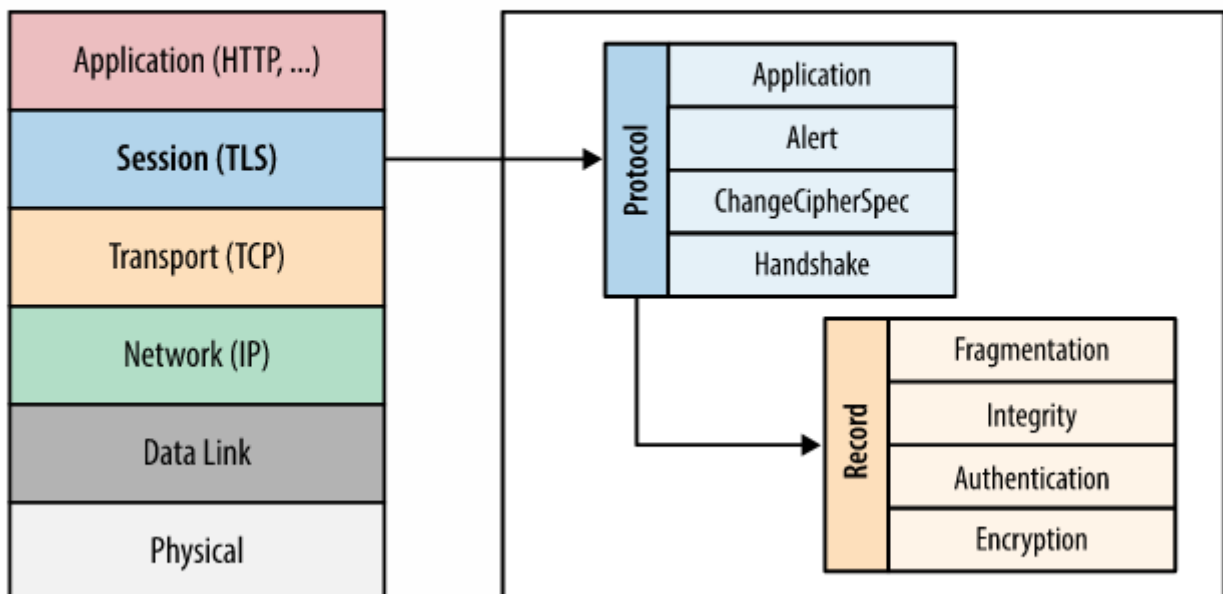 Application (HTTP, ...)
Session (TLS)
Transport (TCP)
Network (IP)
Data Link
Physical
Protocol
Application
Alert
ChangeCipherSpec
Handshake
Record
Fragmentation
Integrity
Authentication
Encryption